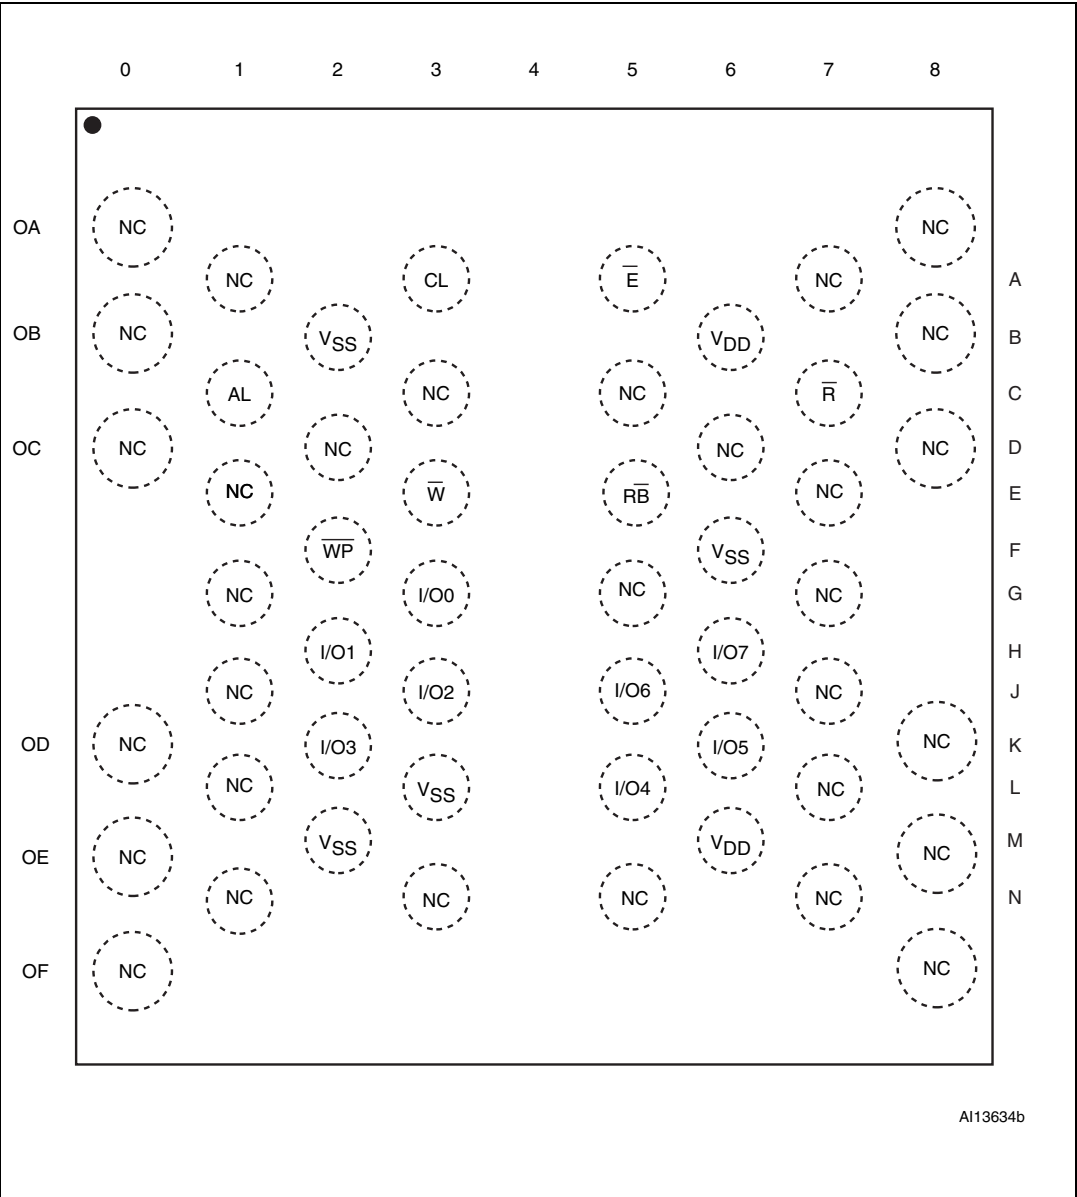 0 1 2 3 4 5 6 7 8
OA NC NC
NC CL E̅ NC A
OB NC VSS VDD NC B
AL NC NC R̅ C
OC NC NC NC NC D
NC W̅ RB̅ NC E
W̅P̅ VSS F
NC I/O0 NC NC G
I/O1 I/O7 H
NC I/O2 I/O6 NC J
OD NC I/O3 I/O5 NC K
NC VSS I/O4 NC L
VSS VDD M
OE NC NC
NC NC NC NC N
OF NC NC
AI13634b